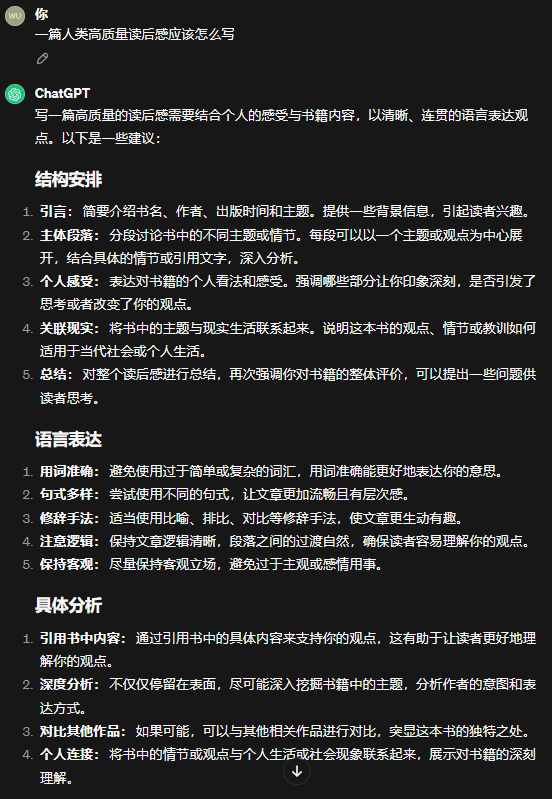 WU
你
一篇人类高质量读后感应该怎么写
ChatGPT
写一篇高质量的读后感需要结合个人的感受与书籍内容，以清晰、连贯的语言表达观
点。以下是一些建议：
结构安排
1. 引言： 简要介绍书名、作者、出版时间和主题。提供一些背景信息，引起读者兴趣。
2. 主体段落： 分段讨论书中的不同主题或情节。每段可以以一个主题或观点为中心展
开，结合具体的情节或引用文字，深入分析。
3. 个人感受： 表达对书籍的个人看法和感受。强调哪些部分让你印象深刻，是否引发了
思考或者改变了你的观点。
4. 关联现实： 将书中的主题与现实生活联系起来。说明这本书的观点、情节或教训如何
适用于当代社会或个人生活。
5. 总结： 对整个读后感进行总结，再次强调你对书籍的整体评价，可以提出一些问题供
读者思考。
语言表达
1. 用词准确： 避免使用过于简单或复杂的词汇，用词准确能更好地表达你的意思。
2. 句式多样： 尝试使用不同的句式，让文章更加流畅且有层次感。
3. 修辞手法： 适当使用比喻、排比、对比等修辞手法，使文章更生动有趣。
4. 注意逻辑： 保持文章逻辑清晰，段落之间的过渡自然，确保读者容易理解你的观点。
5. 保持客观： 尽量保持客观立场，避免过于主观或感情用事。
具体分析
1. 引用书中内容： 通过引用书中的具体内容来支持你的观点，这有助于让读者更好地理
解你的观点。
2. 深度分析： 不仅仅停留在表面，尽可能深入挖掘书籍中的主题，分析作者的意图和表
达方式。
3. 对比其他作品： 如果可能，可以与其他相关作品进行对比，突显这本书的独特之处。
4. 个人连接： 将书中的情节或观点与个人生活或社会现象联系起来，展示对书籍的深刻
理解。